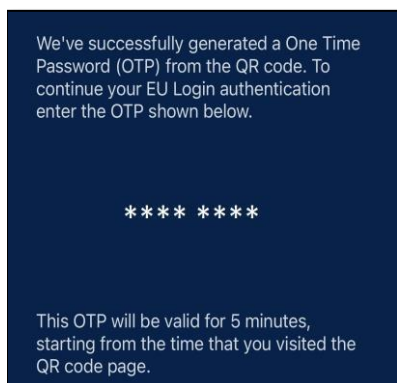 We've successfully generated a One Time
Password (OTP) from the QR code. To
continue your EU Login authentication
enter the OTP shown below.
**** ****
This OTP will be valid for 5 minutes,
starting from the time that you visited the
QR code page.